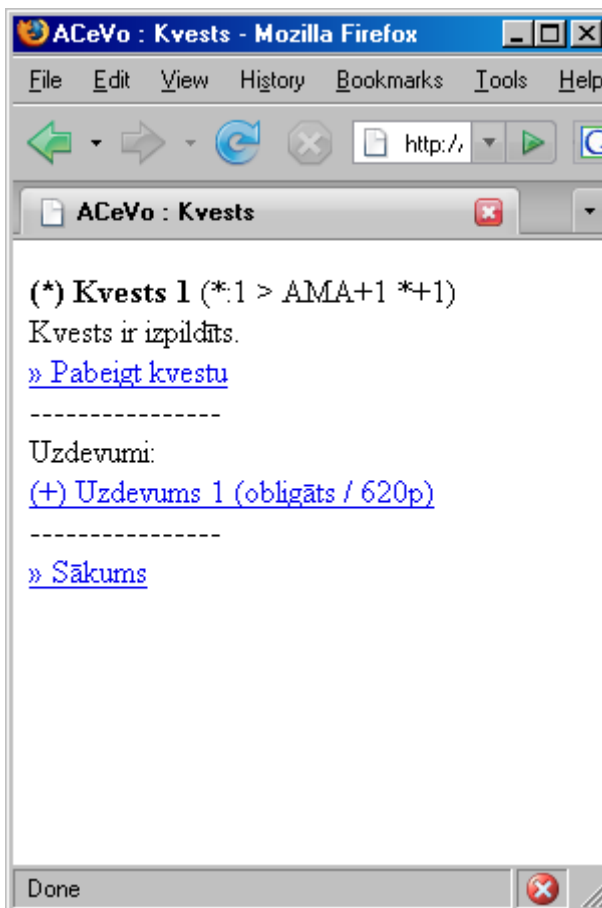 ACeVo : Kvests - Mozilla Firefox
File Edit View History Bookmarks Tools Help
http:/
ACeVo : Kvests
(*) Kvests 1 (*:1 > AMA+1 *+1)
Kvests ir izpildīts.
» Pabeigt kvestu
----------------
Uzdevumi:
(+) Uzdevums 1 (obligāts / 620p)
----------------
» Sākums
Done